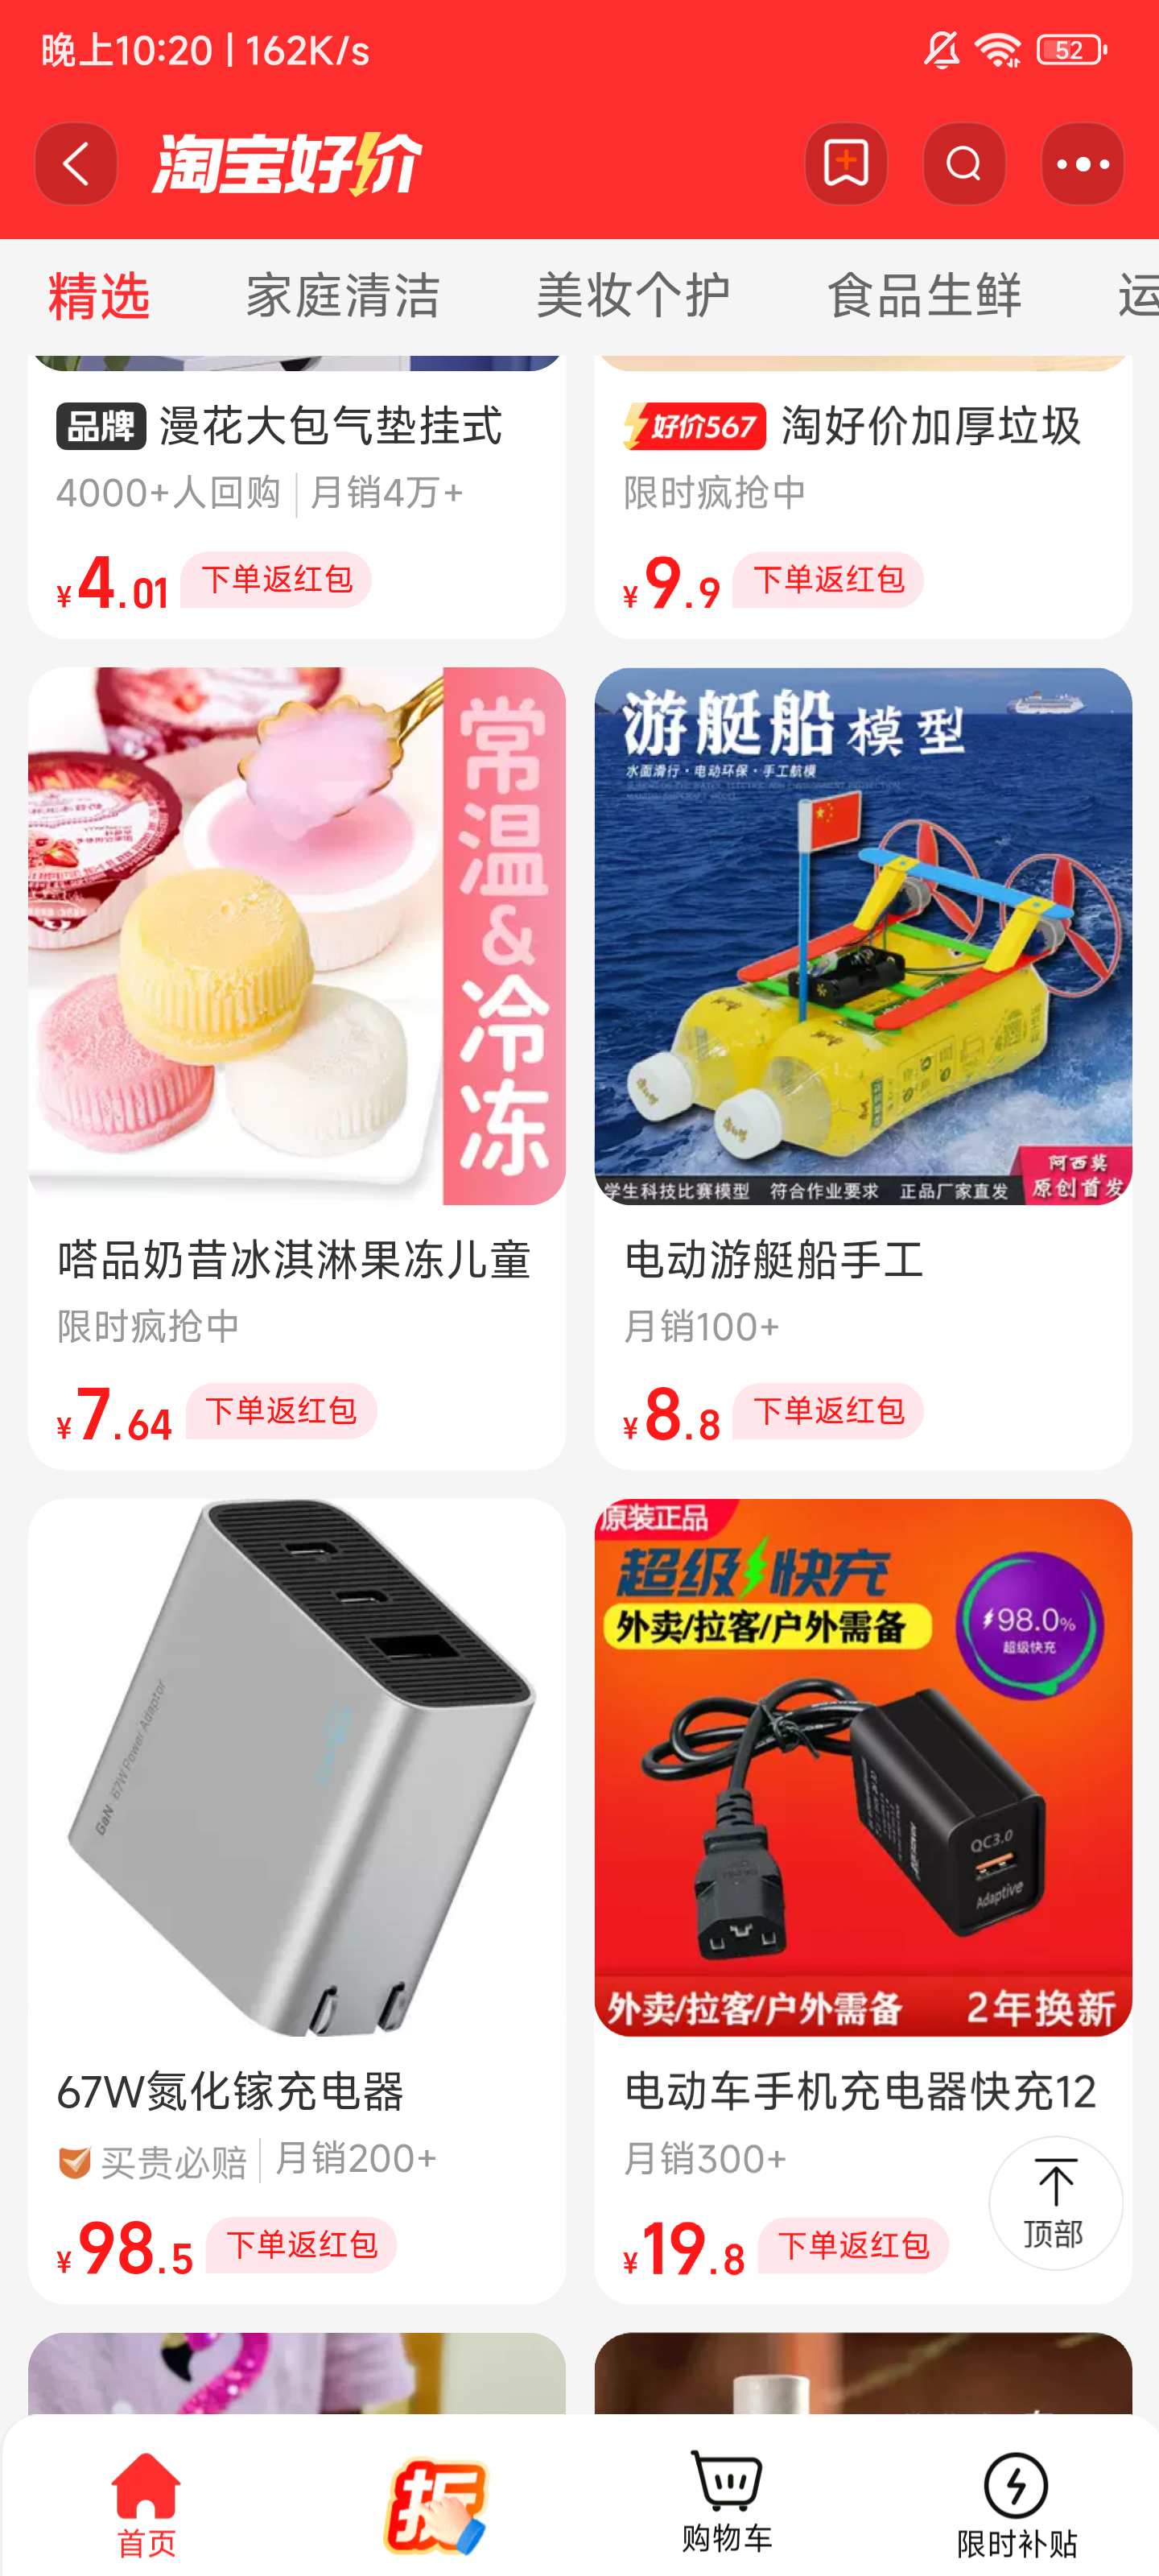 晚上10:20 | 162K/s
52
淘宝好价
精选 家庭清洁 美妆个护 食品生鲜 运
品牌 漫花大包气垫挂式
4000+人回购 | 月销4万+
¥4.01 下单返红包
好价567 淘好价加厚垃圾
限时疯抢中
¥9.9 下单返红包
常温&冷冻
嗒品奶昔冰淇淋果冻儿童
限时疯抢中
¥7.64 下单返红包
游艇船模型
水面滑行·电动环保·手工航模
阿西莫
原创首发
学生科技比赛模型 符合作业要求 正品厂家直发
电动游艇船手工
月销100+
¥8.8 下单返红包
GaN 67W Power Adaptor
67W氮化镓充电器
买贵必赔 | 月销200+
¥98.5 下单返红包
原装正品
超级快充
外卖/拉客/户外需备
98.0%
超级快充
QC3.0
Adaptive
外卖/拉客/户外需备 2年换新
电动车手机充电器快充12
月销300+
¥19.8 下单返红包
顶部
首页
折
购物车
限时补贴